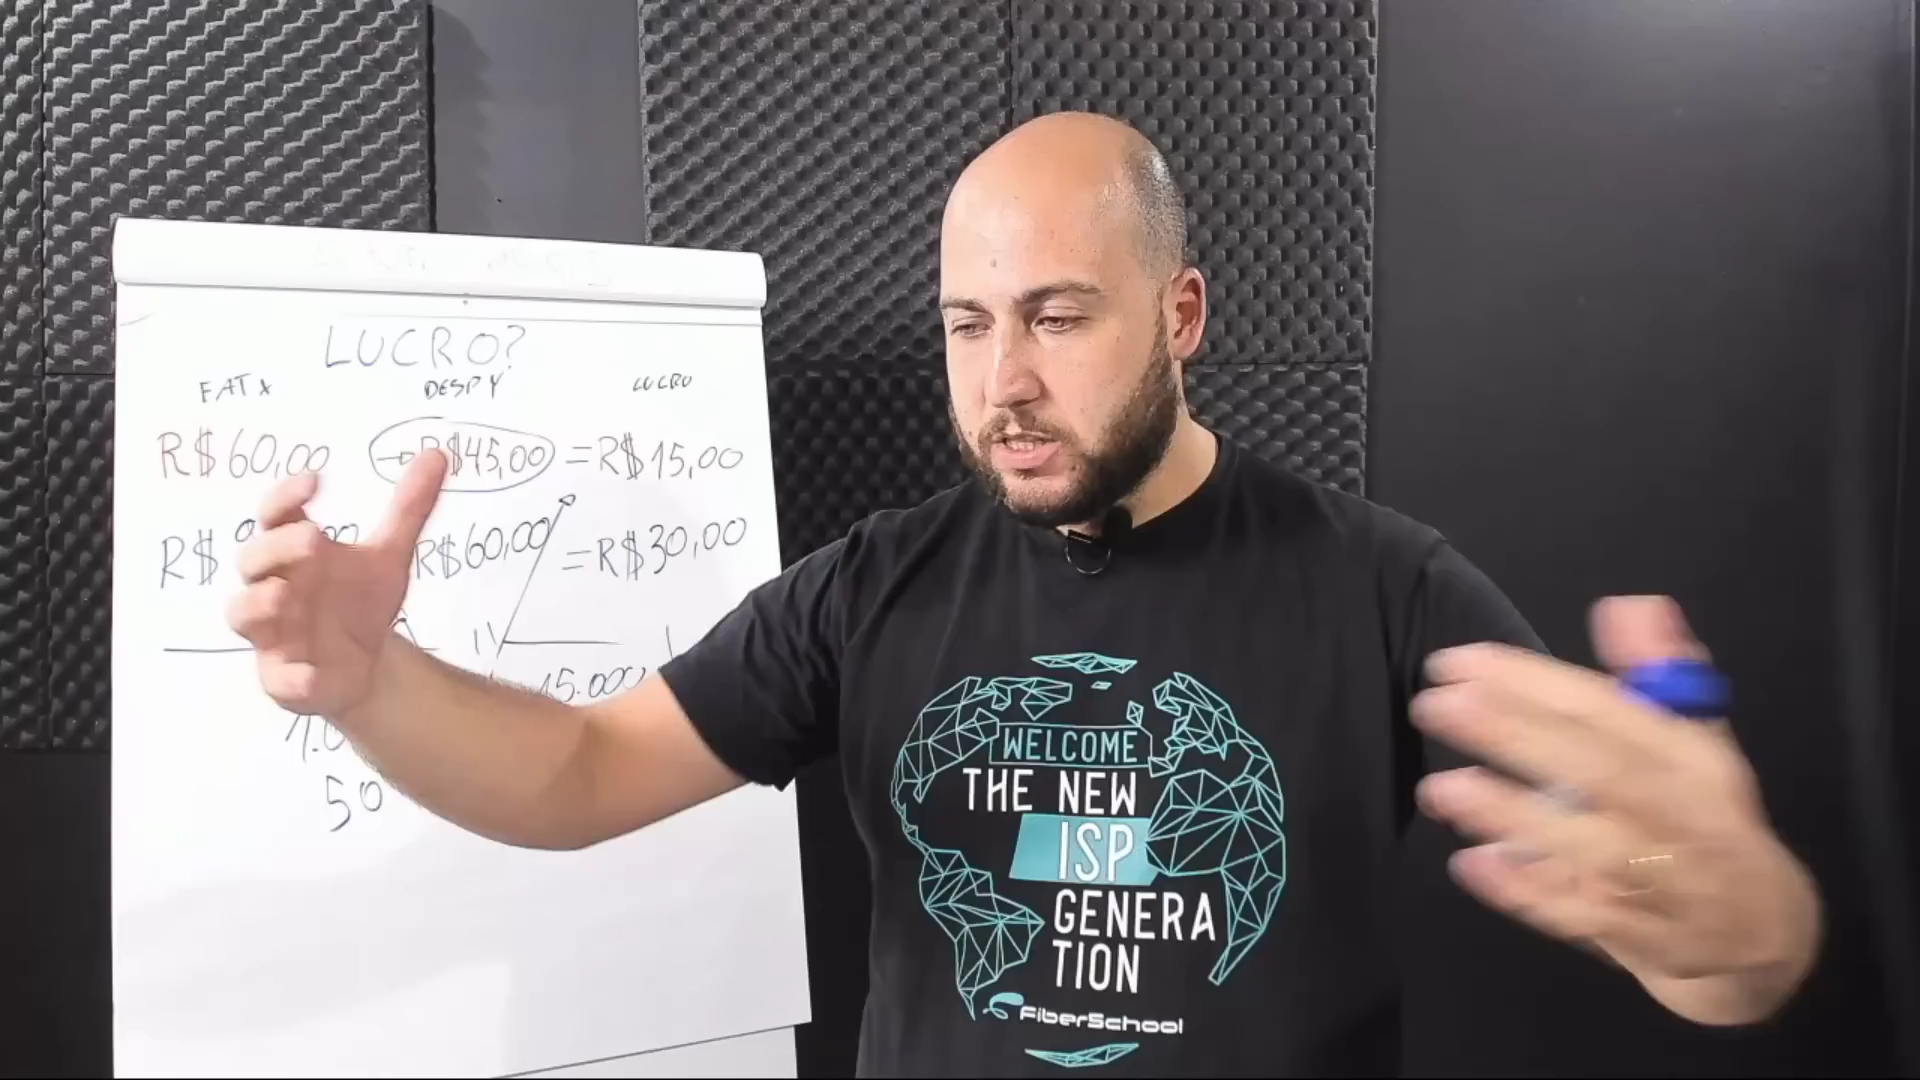 LUCRO?
FAT X DESP Y LUCRO
R$60,00 R$45,00 = R$15,00
R$ R$60,00 = R$30,00
15.000
50
WELCOME
THE NEW
ISP
GENERA
TION
FiberSchool